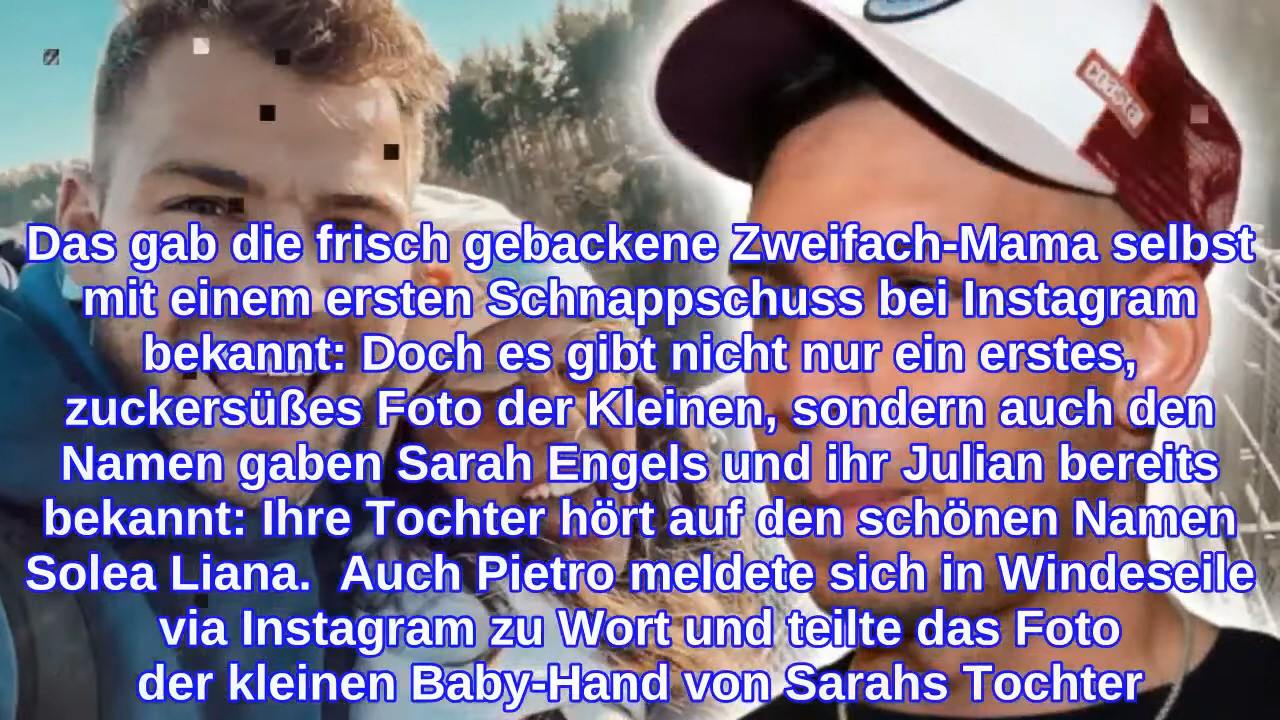 coasta
Das gab die frisch gebackene Zweifach-Mama selbst
mit einem ersten Schnappschuss bei Instagram
bekannt: Doch es gibt nicht nur ein erstes,
zuckersüßes Foto der Kleinen, sondern auch den
Namen gaben Sarah Engels und ihr Julian bereits
bekannt: Ihre Tochter hört auf den schönen Namen
Solea Liana. Auch Pietro meldete sich in Windeseile
via Instagram zu Wort und teilte das Foto
der kleinen Baby-Hand von Sarahs Tochter